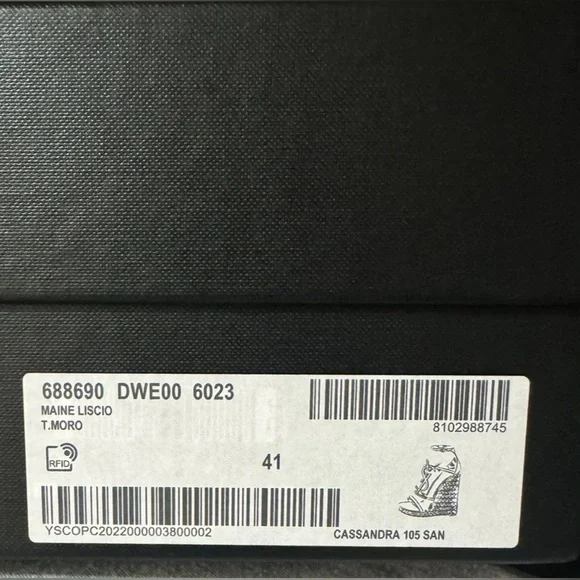 688690 DWE00 6023
MAINE LISCIO
T.MORO
8102988745
RFID
41
YSCOPC2022000003800002
CASSANDRA 105 SAN